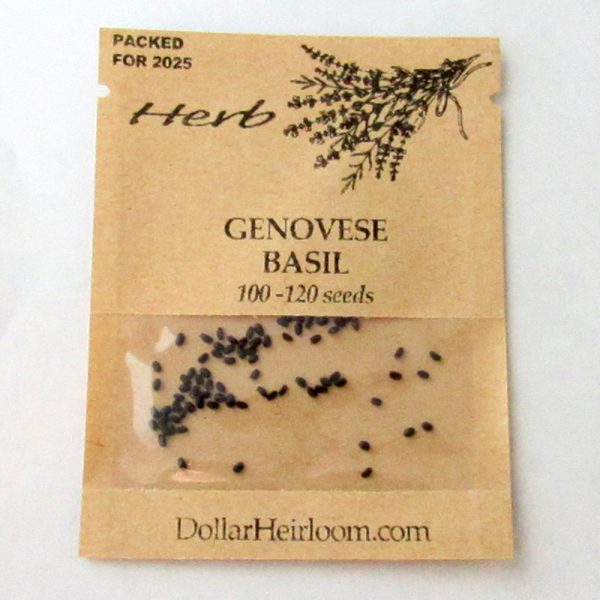 PACKED
FOR 2025
Herb
GENOVESE
BASIL
100 -120 seeds
DollarHeirloom.com